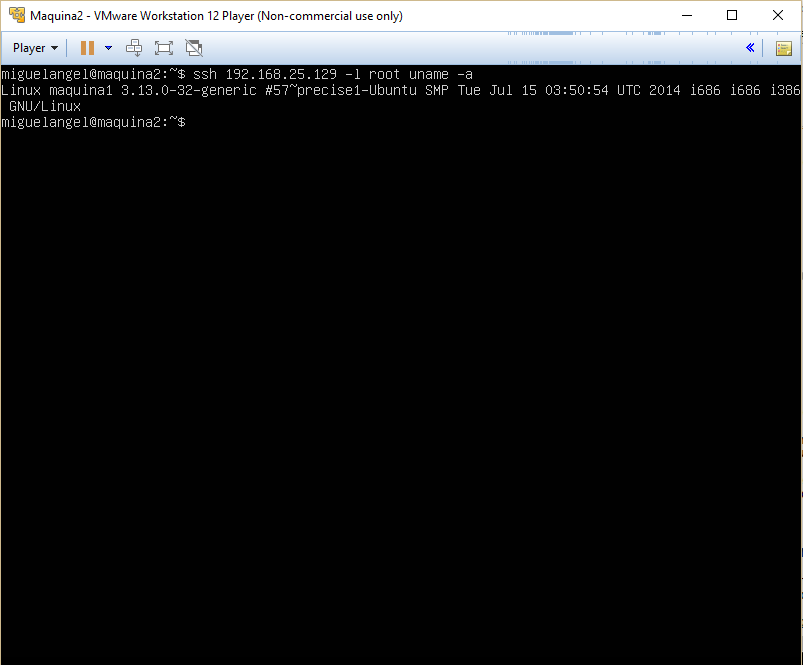 Maquina2 - VMware Workstation 12 Player (Non-commercial use only)
Player
miguelangel@maquina2:~$ ssh 192.168.25.129 -l root uname -a
Linux maquina1 3.13.0-32-generic #57~precise1-Ubuntu SMP Tue Jul 15 03:50:54 UTC 2014 i686 i686 i386
 GNU/Linux
miguelangel@maquina2:~$